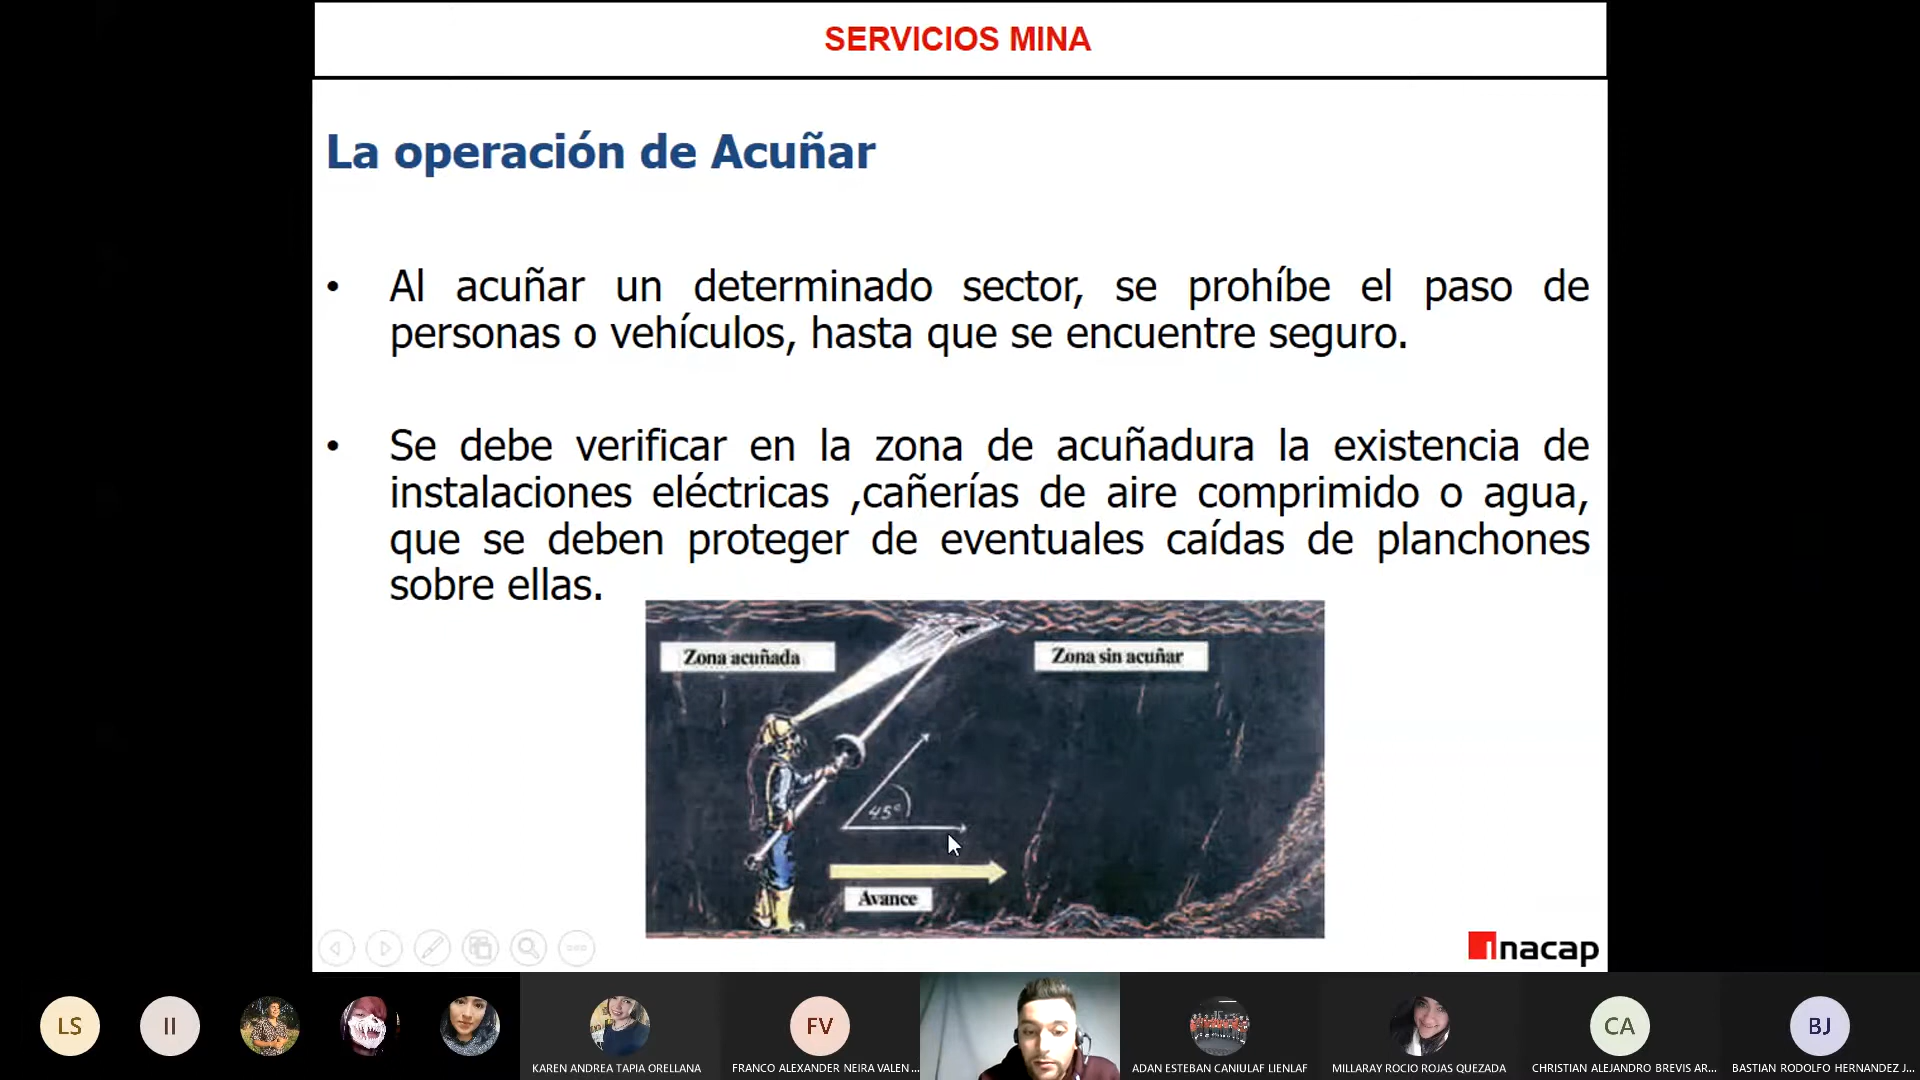 SERVICIOS MINA
La operación de Acuñar
• Al acuñar un determinado sector, se prohíbe el paso de
personas o vehículos, hasta que se encuentre seguro.
• Se debe verificar en la zona de acuñadura la existencia de
instalaciones eléctricas ,cañerías de aire comprimido o agua,
que se deben proteger de eventuales caídas de planchones
sobre ellas.
Zona acuñada
Zona sin acuñar
45°
Avance
inacap
LS
II
FV
CA
BJ
KAREN ANDREA TAPIA ORELLANA
FRANCO ALEXANDER NEIRA VALEN...
ADAN ESTEBAN CANIULAF LIENLAF
MILLARAY ROCIO ROJAS QUEZADA
CHRISTIAN ALEJANDRO BREVIS AR...
BASTIAN RODOLFO HERNANDEZ J...